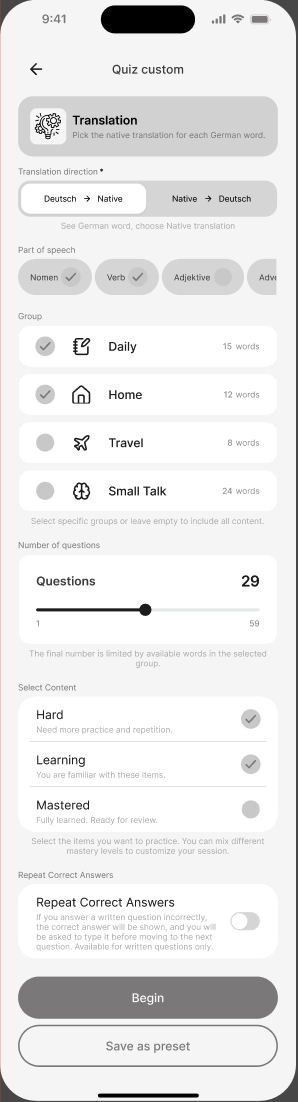 9:41
Quiz custom
Translation
Pick the native translation for each German word.
Translation direction *
Deutsch → Native
Native → Deutsch
See German word, choose Native translation
Part of speech
Nomen
Verb
Adjektive
Adve
Group
Daily
15 words
Home
12 words
Travel
8 words
Small Talk
24 words
Select specific groups or leave empty to include all content.
Number of questions
Questions
29
1
59
The final number is limited by available words in the selected
group.
Select Content
Hard
Need more practice and repetition.
Learning
You are familiar with these items.
Mastered
Fully learned. Ready for review.
Select the items you want to practice. You can mix different
mastery levels to customize your session.
Repeat Correct Answers
Repeat Correct Answers
If you answer a written question incorrectly,
the correct answer will be shown, and you will
be asked to type it before moving to the next
question. Available for written questions only.
Begin
Save as preset